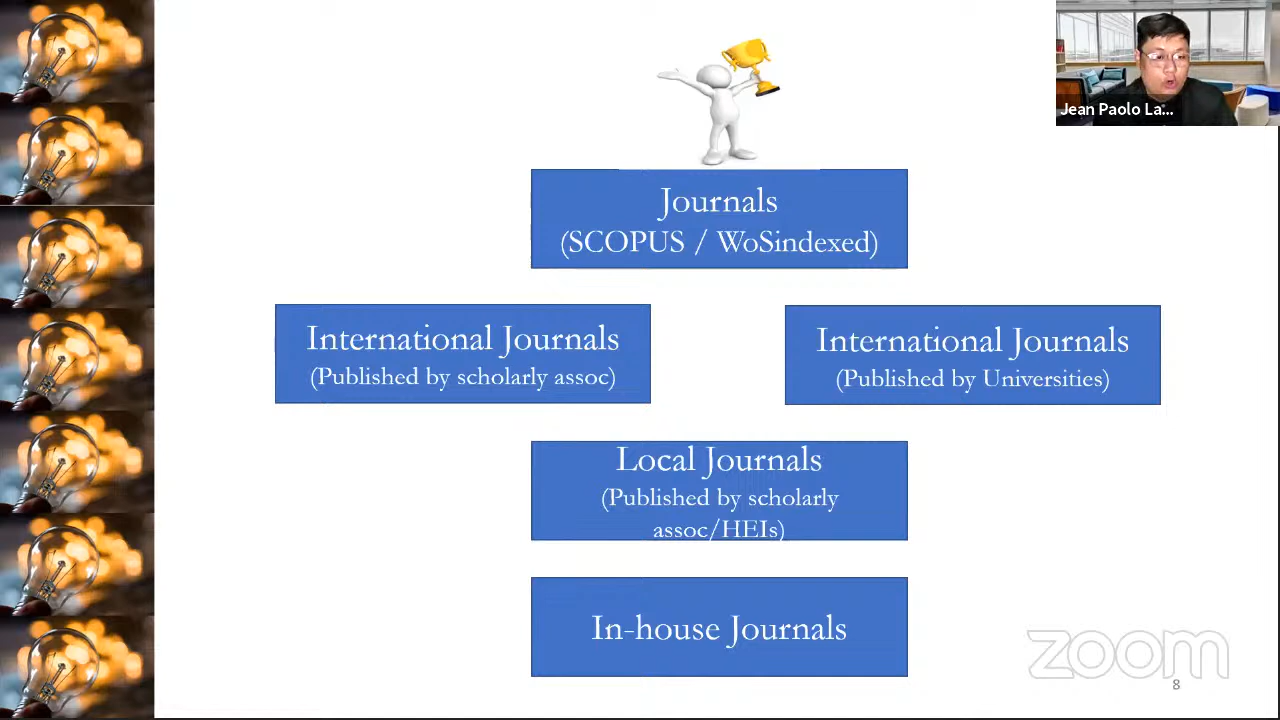 Jean Paolo La...
Journals
(SCOPUS / WoSindexed)
International Journals
(Published by scholarly assoc)
International Journals
(Published by Universities)
Local Journals
(Published by scholarly
assoc/HEIs)
In-house Journals
zoom
8